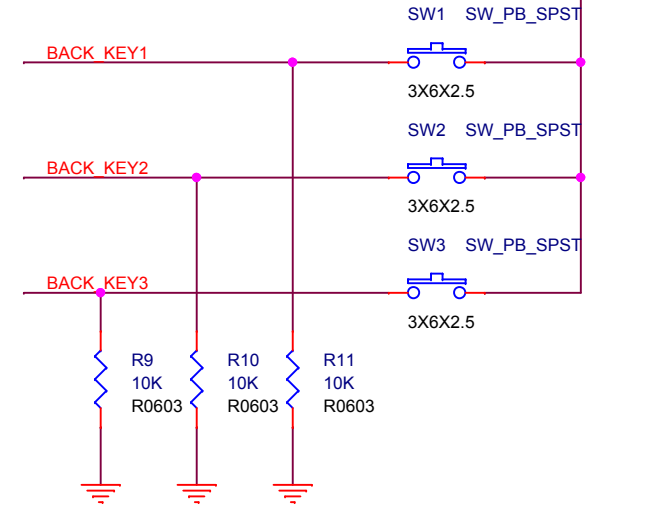 SW1 SW_PB_SPST
BACK_KEY1
3X6X2.5
SW2 SW_PB_SPST
BACK_KEY2
3X6X2.5
SW3 SW_PB_SPST
BACK_KEY3
3X6X2.5
R9 R10 R11
10K 10K 10K
R0603 R0603 R0603